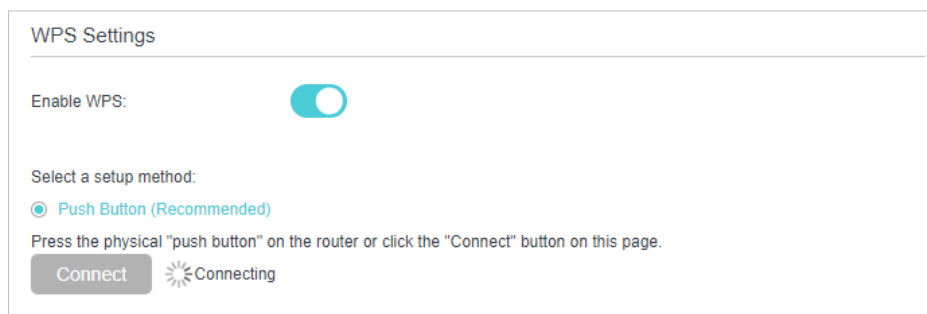 WPS Settings
Enable WPS:
Select a setup method:
Push Button (Recommended)
Press the physical "push button" on the router or click the "Connect" button on this page.
Connect Connecting